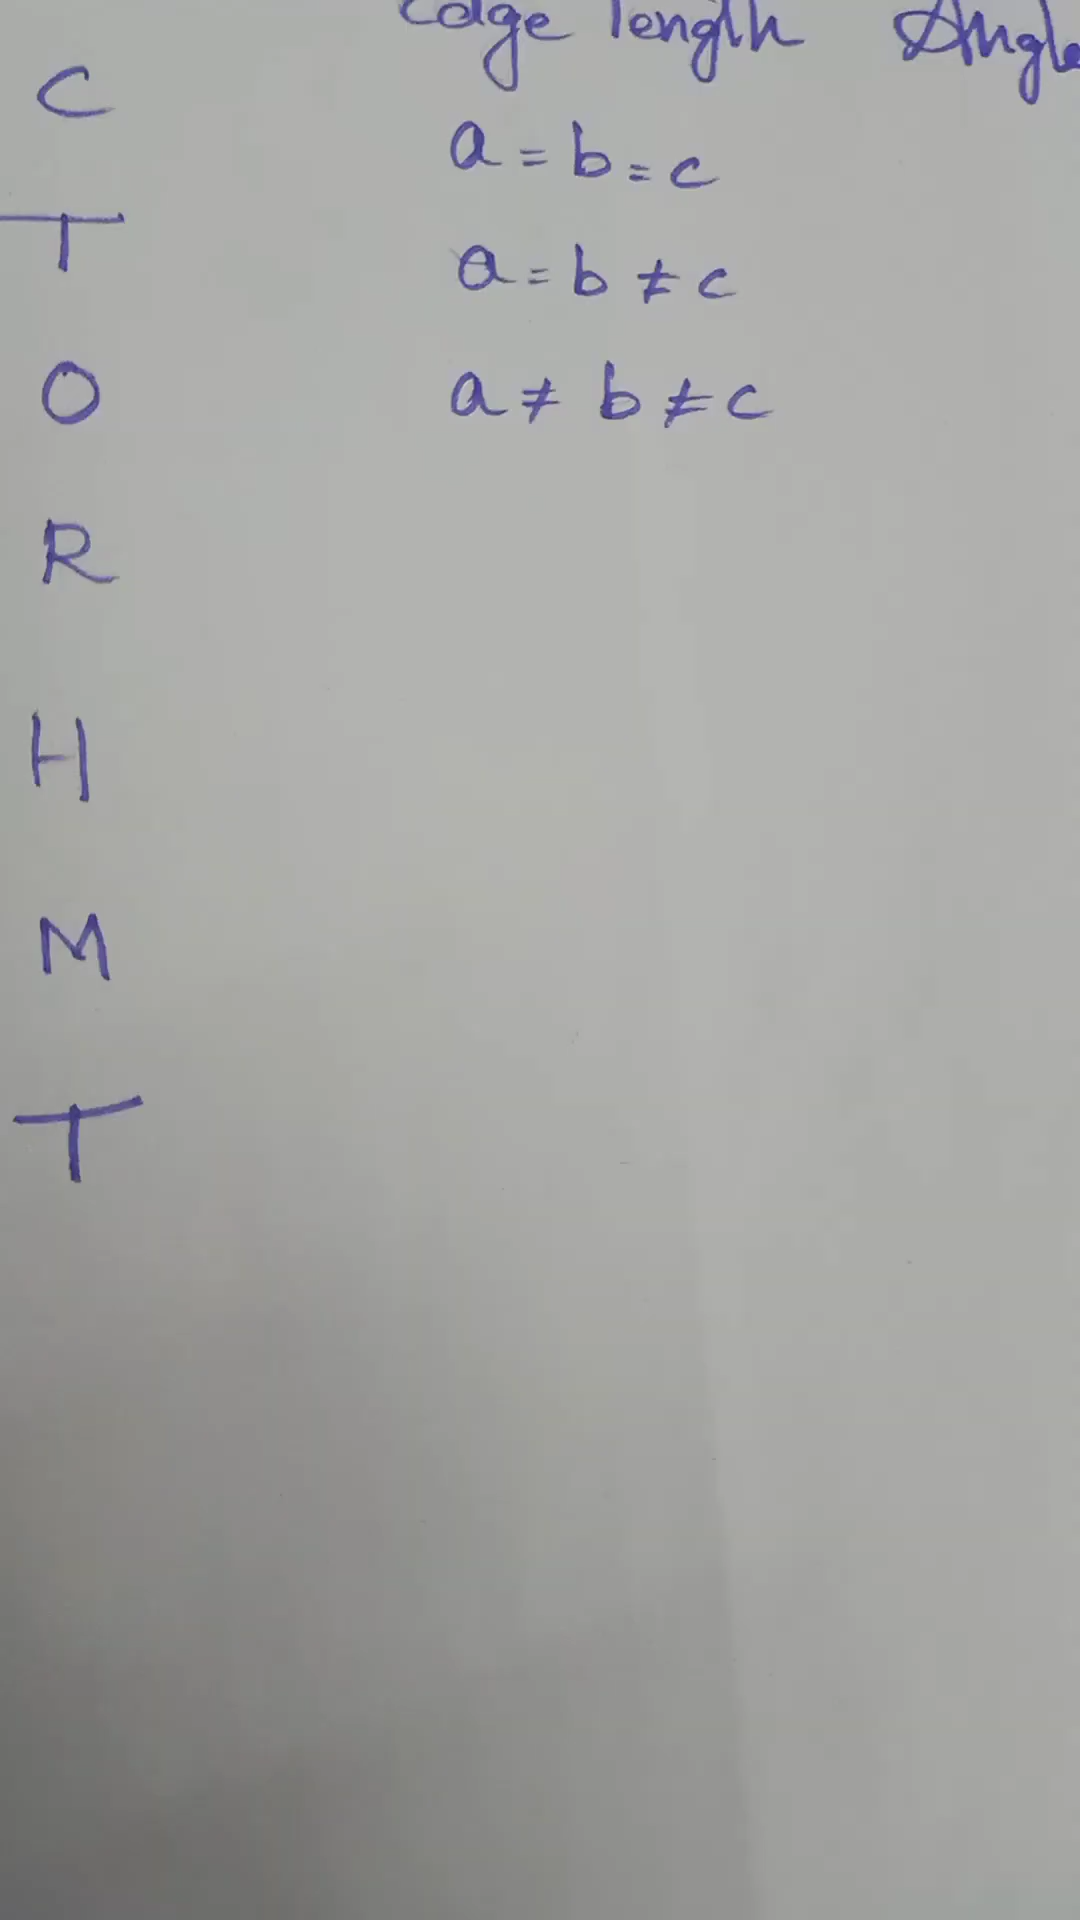 Edge length Angle
C
a = b = c
T
a = b ≠ c
O
a ≠ b ≠ c
R
H
M
T